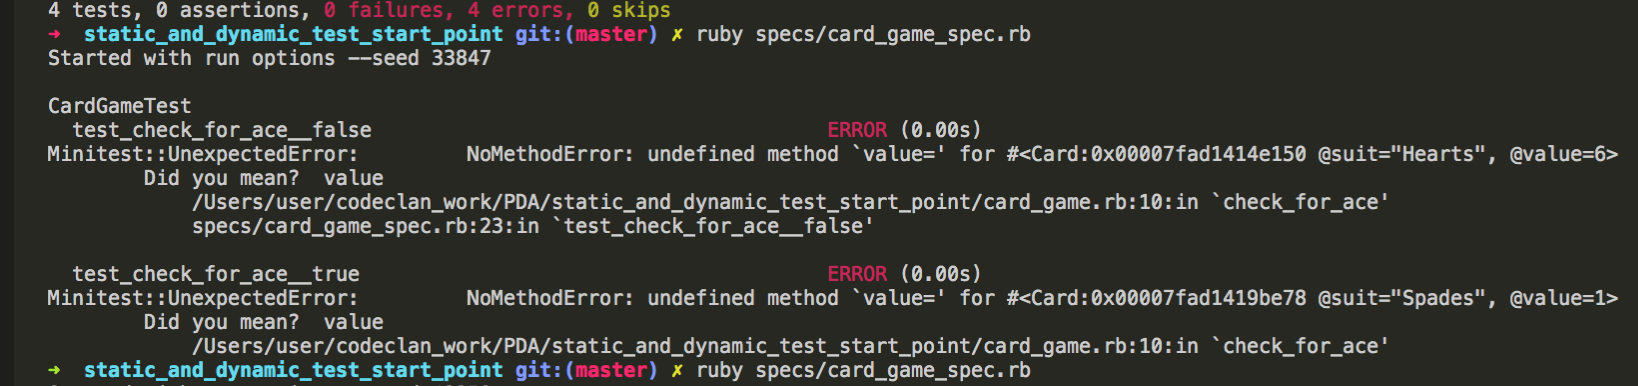 4 tests, 0 assertions, 0 failures, 4 errors, 0 skips
➜  static_and_dynamic_test_start_point git:(master) ✗ ruby specs/card_game_spec.rb
Started with run options --seed 33847
CardGameTest
test_check_for_ace__false ERROR (0.00s)
Minitest::UnexpectedError: NoMethodError: undefined method `value=' for #<Card:0x00007fad1414e150 @suit="Hearts", @value=6>
Did you mean?  value
/Users/user/codeclan_work/PDA/static_and_dynamic_test_start_point/card_game.rb:10:in `check_for_ace'
specs/card_game_spec.rb:23:in `test_check_for_ace__false'
test_check_for_ace__true ERROR (0.00s)
Minitest::UnexpectedError: NoMethodError: undefined method `value=' for #<Card:0x00007fad1419be78 @suit="Spades", @value=1>
Did you mean?  value
/Users/user/codeclan_work/PDA/static_and_dynamic_test_start_point/card_game.rb:10:in `check_for_ace'
➜  static_and_dynamic_test_start_point git:(master) ✗ ruby specs/card_game_spec.rb